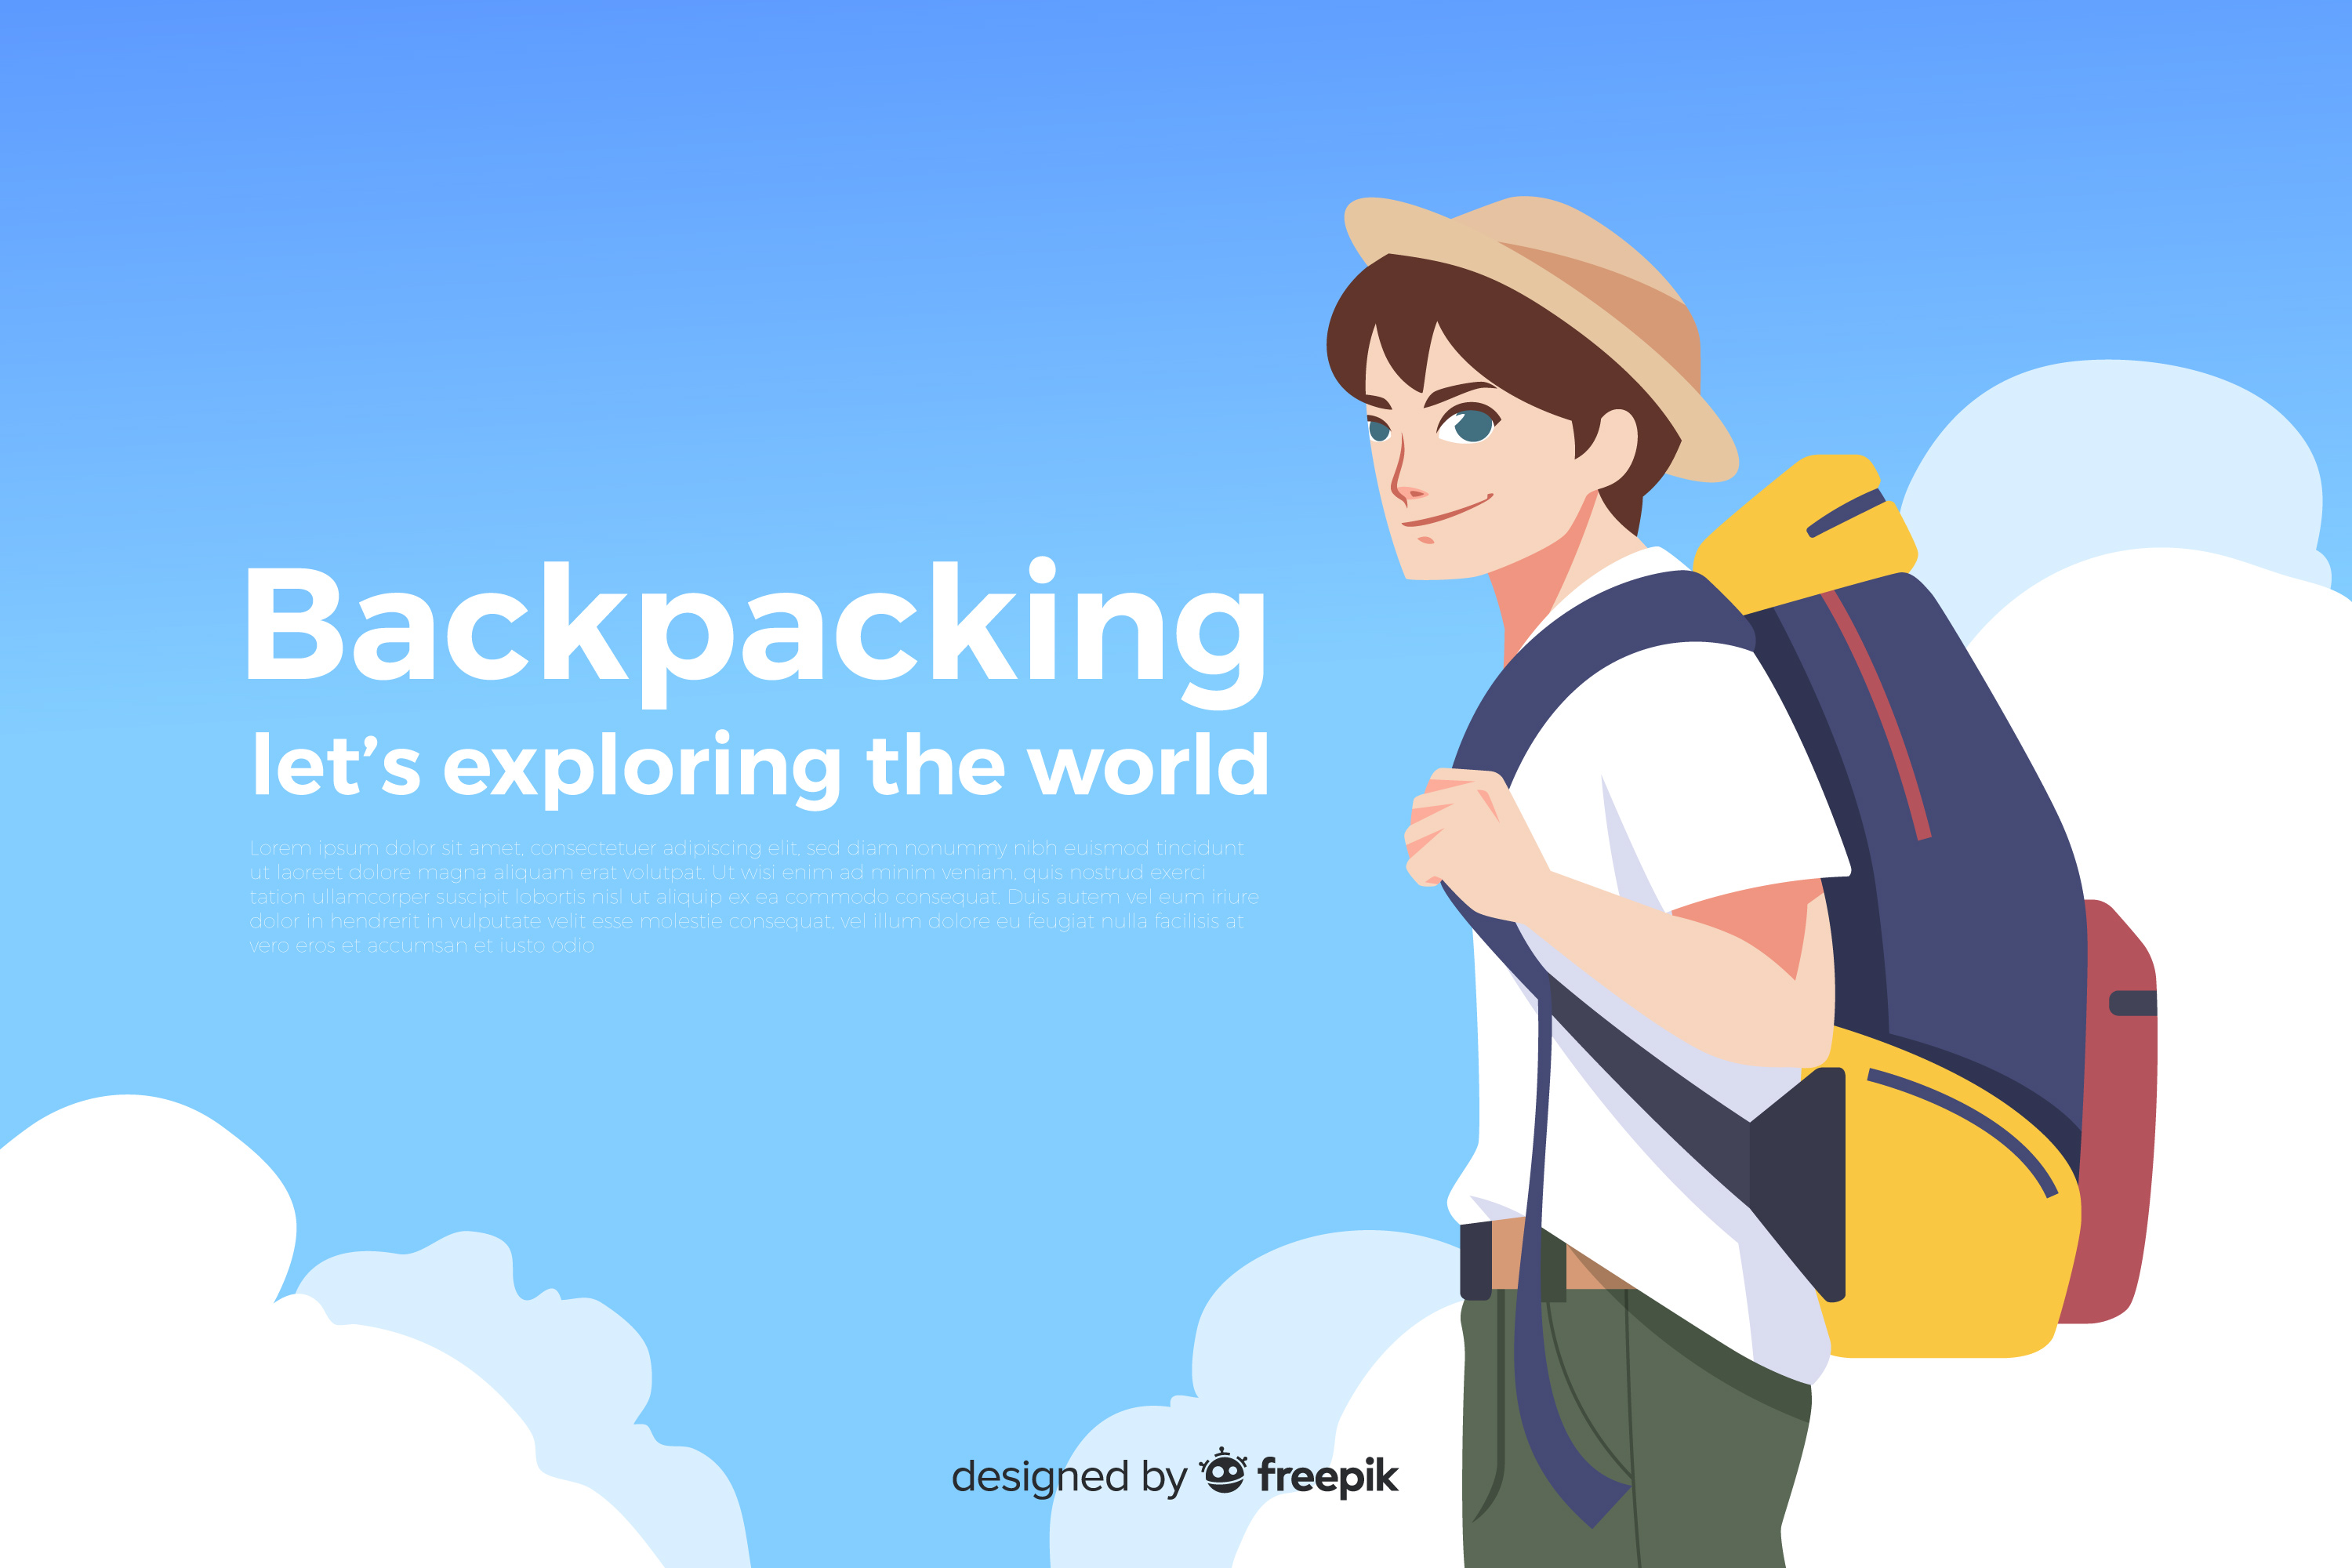 Backpacking
let's exploring the world
Lorem ipsum dolor sit amet, consectetuer adipiscing elit, sed diam nonummy nibh euismod tincidunt
ut laoreet dolore magna aliquam erat volutpat. Ut wisi enim ad minim veniam, quis nostrud exerci
tation ullamcorper suscipit lobortis nisl ut aliquip ex ea commodo consequat. Duis autem vel eum iriure
dolor in hendrerit in vulputate velit esse molestie consequat, vel illum dolore eu feugiat nulla facilisis at
vero eros et accumsan et iusto odio
designed by freepik